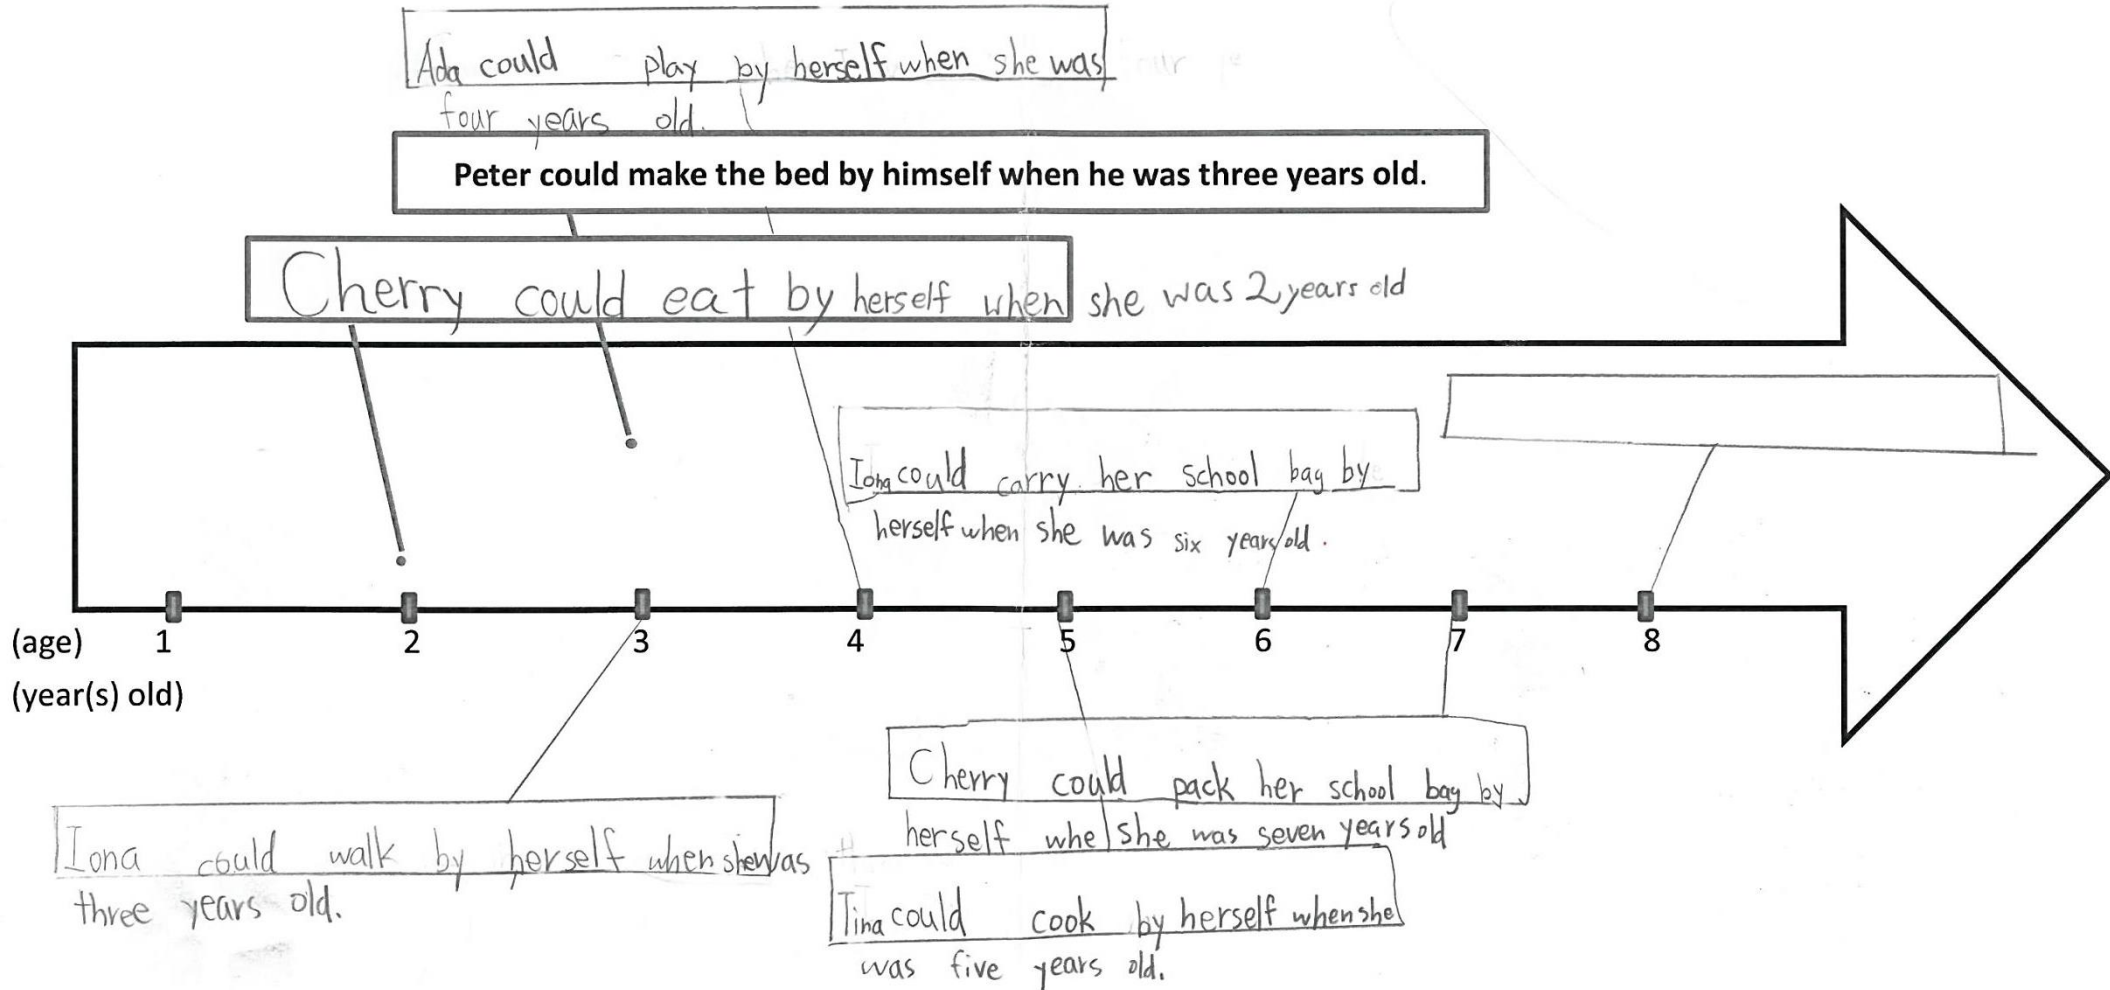 Ada could play by herself when she was
four years old.
Peter could make the bed by himself when he was three years old.
Cherry could eat by herself when she was 2 years old
Iona could carry her school bag by
herself when she was six years old.
(age) 1 2 3 4 5 6 7 8
(year(s) old)
Cherry could pack her school bag by
herself whe she was seven years old
Iona could walk by herself when she was
three years old.
Tina could cook by herself when she
was five years old.